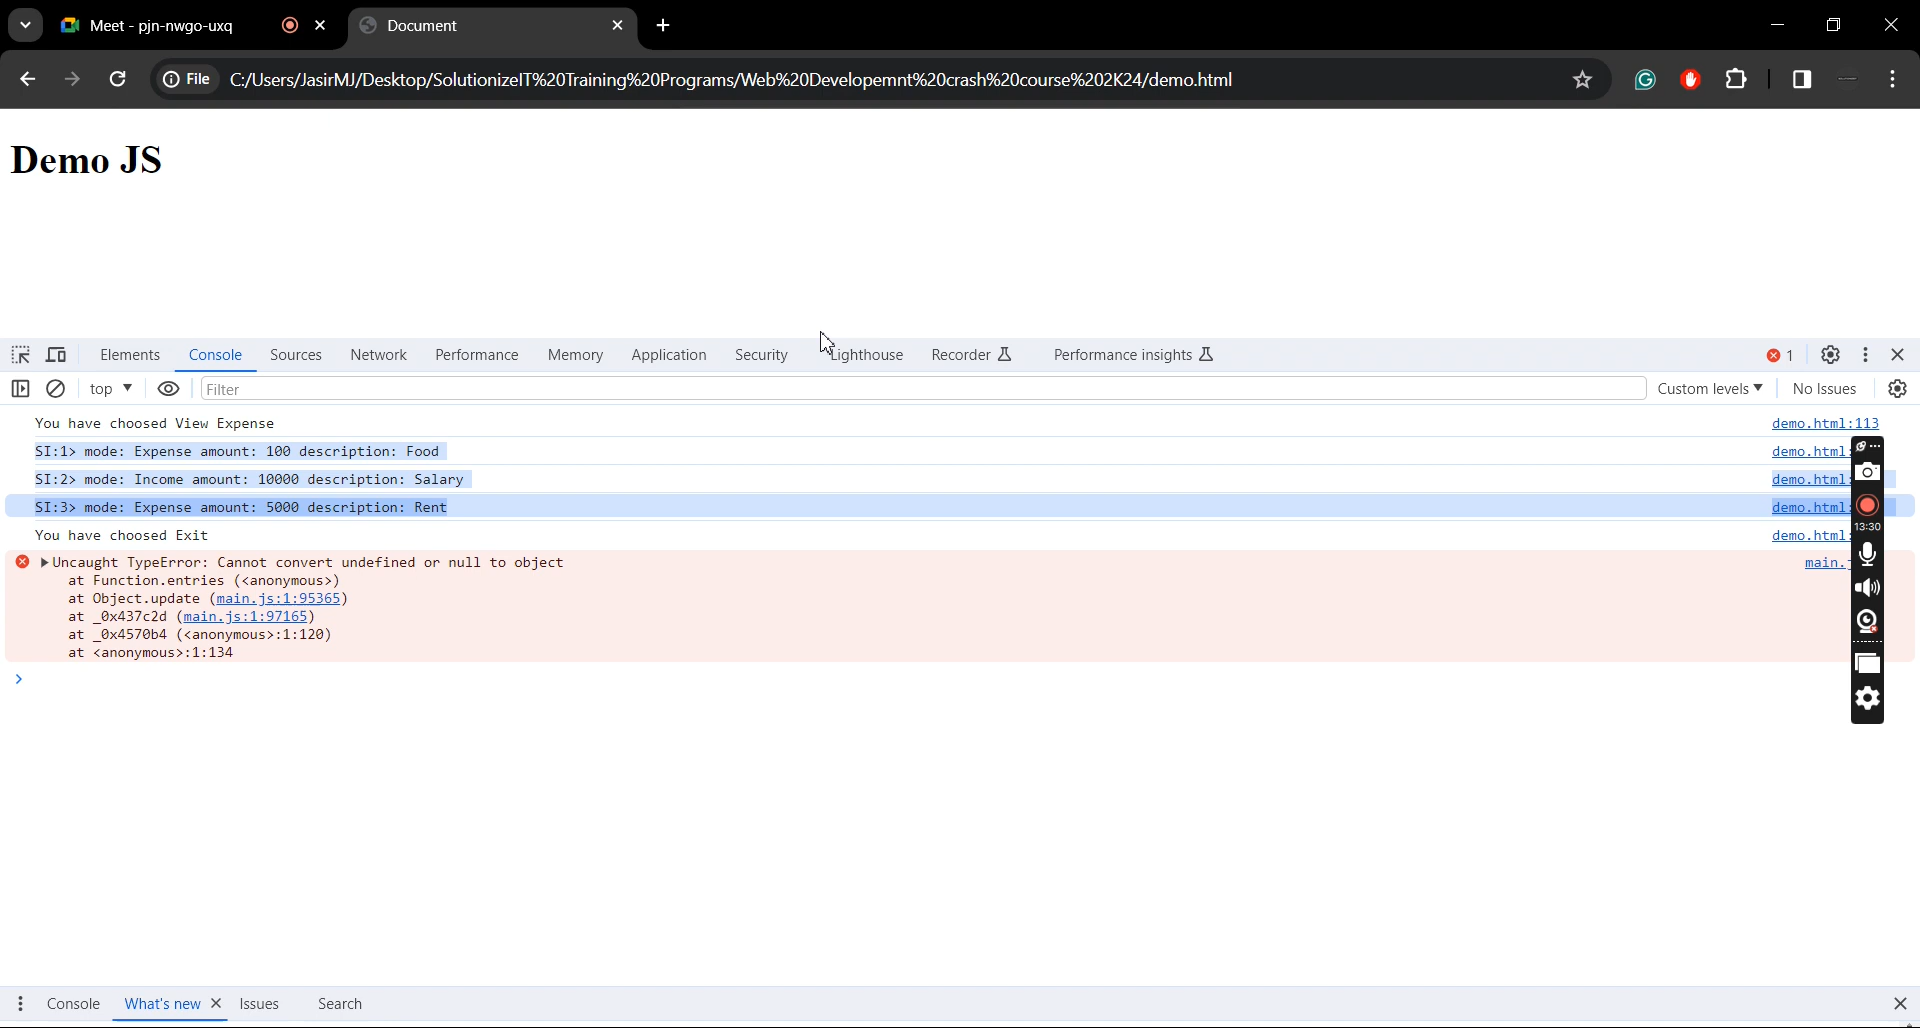 Meet - pjn-nwgo-uxq
Document
File C:/Users/JasirMJ/Desktop/SolutionizeIT%20Training%20Programs/Web%20Developemnt%20crash%20course%202K24/demo.html
Demo JS
Elements Console Sources Network Performance Memory Application Security Lighthouse Recorder Performance insights 1
top Filter Custom levels No Issues
You have choosed View Expense demo.html:113
SI:1> mode: Expense amount: 100 description: Food demo.html:
SI:2> mode: Income amount: 10000 description: Salary demo.html:
SI:3> mode: Expense amount: 5000 description: Rent demo.html:
13:30
You have choosed Exit demo.html:
Uncaught TypeError: Cannot convert undefined or null to object main.j
at Function.entries (<anonymous>)
at Object.update (main.js:1:95365)
at _0x437c2d (main.js:1:97165)
at _0x4570b4 (<anonymous>:1:120)
at <anonymous>:1:134
Console What's new Issues Search